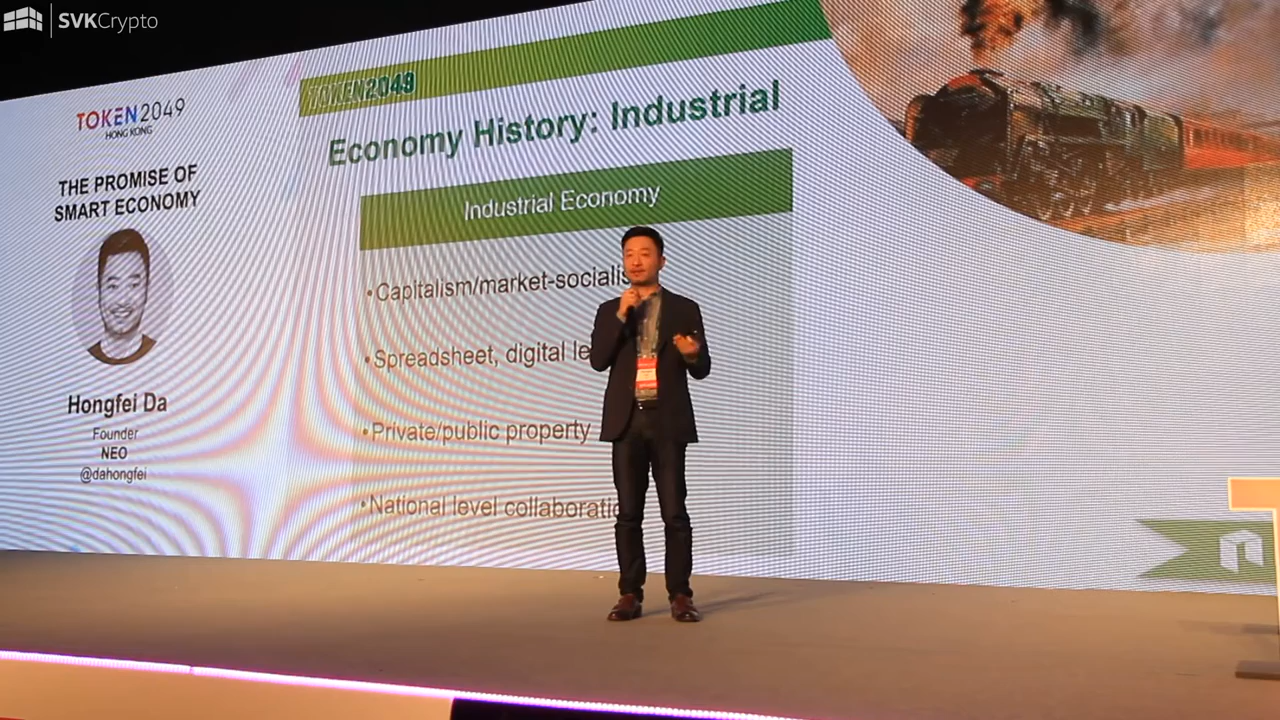 SVKCrypto
TOKEN2049
HONG KONG
THE PROMISE OF
SMART ECONOMY
Hongfei Da
Founder
NEO
@dahongfei
TOKEN2049
Economy History: Industrial
Industrial Economy
•Capitalism/market-socialis
•Spreadsheet, digital le
•Private/public property
•National level collaboratio